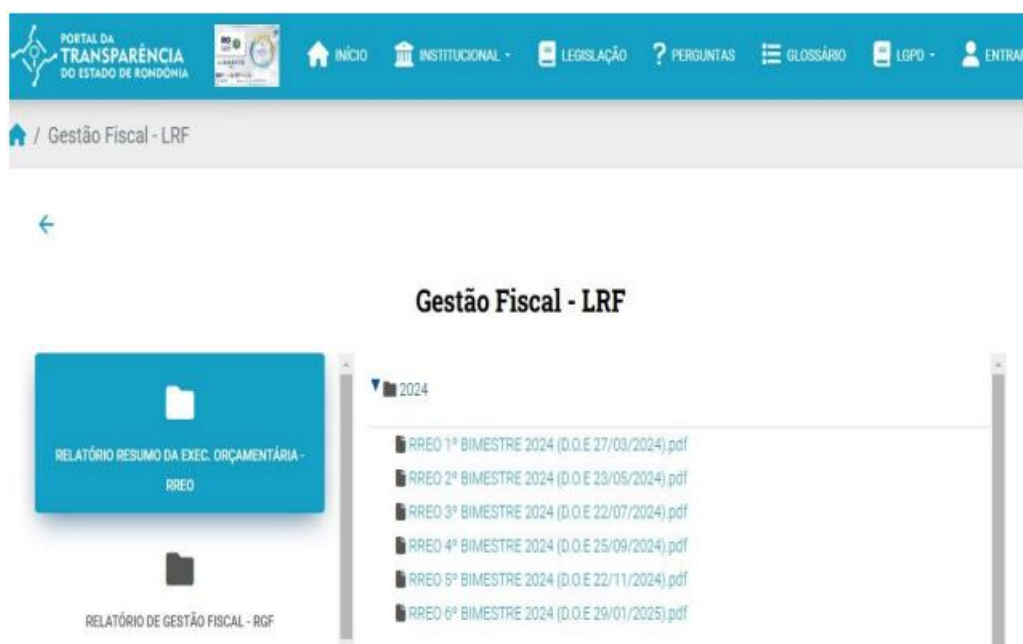 PORTAL DA
TRANSPARÊNCIA
DO ESTADO DE RONDÔNIA
INÍCIO
INSTITUCIONAL
LEGISLAÇÃO
? PERGUNTAS
GLOSSÁRIO
LGPD
ENTRAR
/ Gestão Fiscal - LRF
Gestão Fiscal - LRF
RELATÓRIO RESUMO DA EXEC. ORÇAMENTÁRIA -
RREO
RELATÓRIO DE GESTÃO FISCAL - RGF
2024
RREO 1º BIMESTRE 2024 (D.O.E 27/03/2024).pdf
RREO 2º BIMESTRE 2024 (D.O.E 23/05/2024).pdf
RREO 3º BIMESTRE 2024 (D.O.E 22/07/2024).pdf
RREO 4º BIMESTRE 2024 (D.O.E 25/09/2024).pdf
RREO 5º BIMESTRE 2024 (D.O.E 22/11/2024).pdf
RREO 6º BIMESTRE 2024 (D.O.E 29/01/2025).pdf